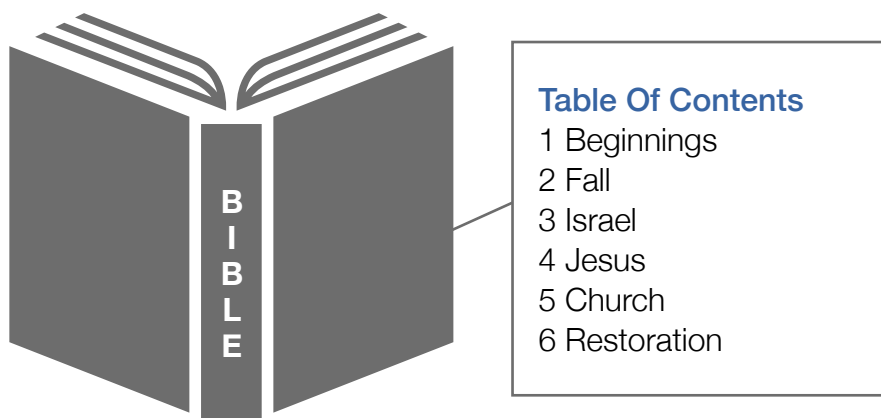 BIBLE
Table Of Contents
1 Beginnings
2 Fall
3 Israel
4 Jesus
5 Church
6 Restoration